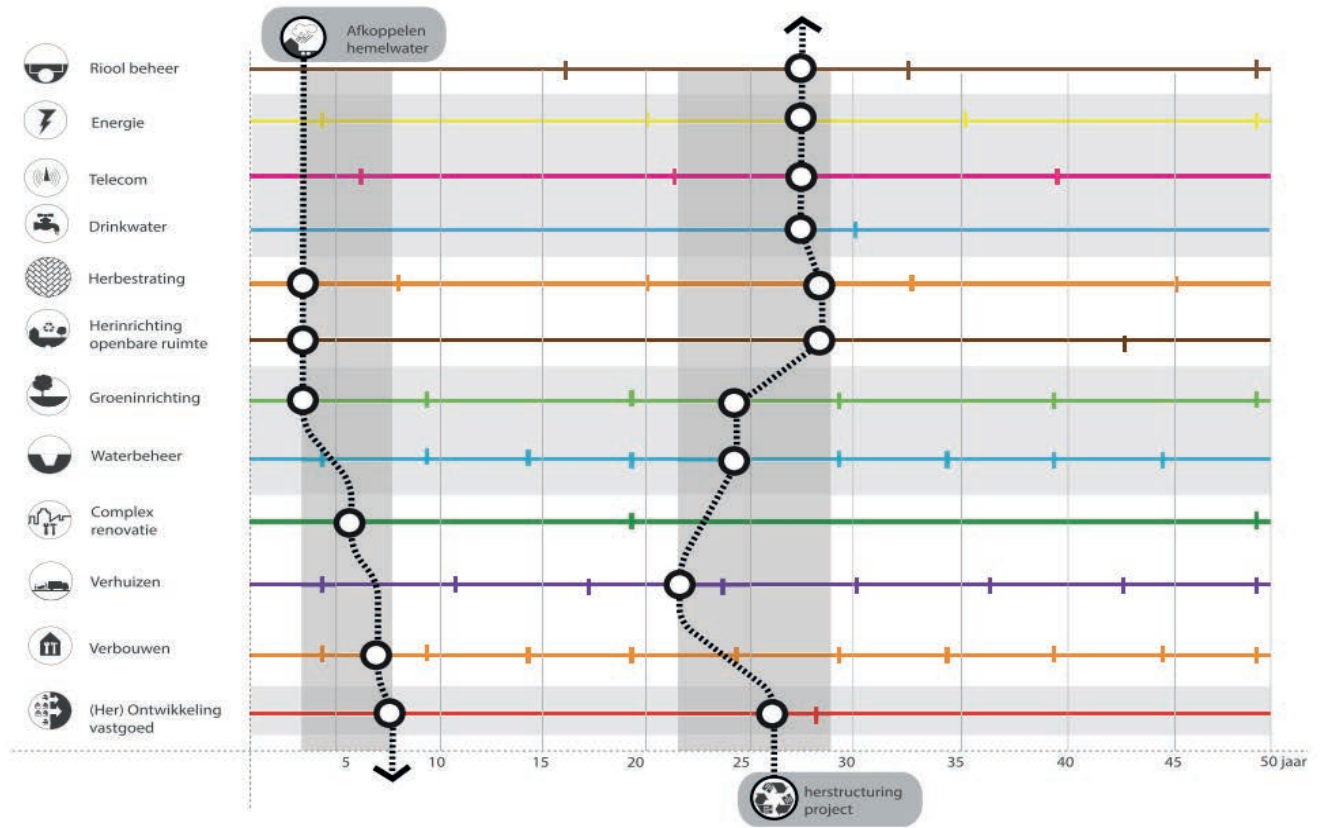 Afkoppelen
hemelwater
Riool beheer
Energie
Telecom
Drinkwater
Herbestrating
Herinrichting
openbare ruimte
Groeninrichting
Waterbeheer
Complex
renovatie
Verhuizen
Verbouwen
(Her) Ontwikkeling
vastgoed
5 10 15 20 25 30 35 40 45 50 jaar
herstructuring
project